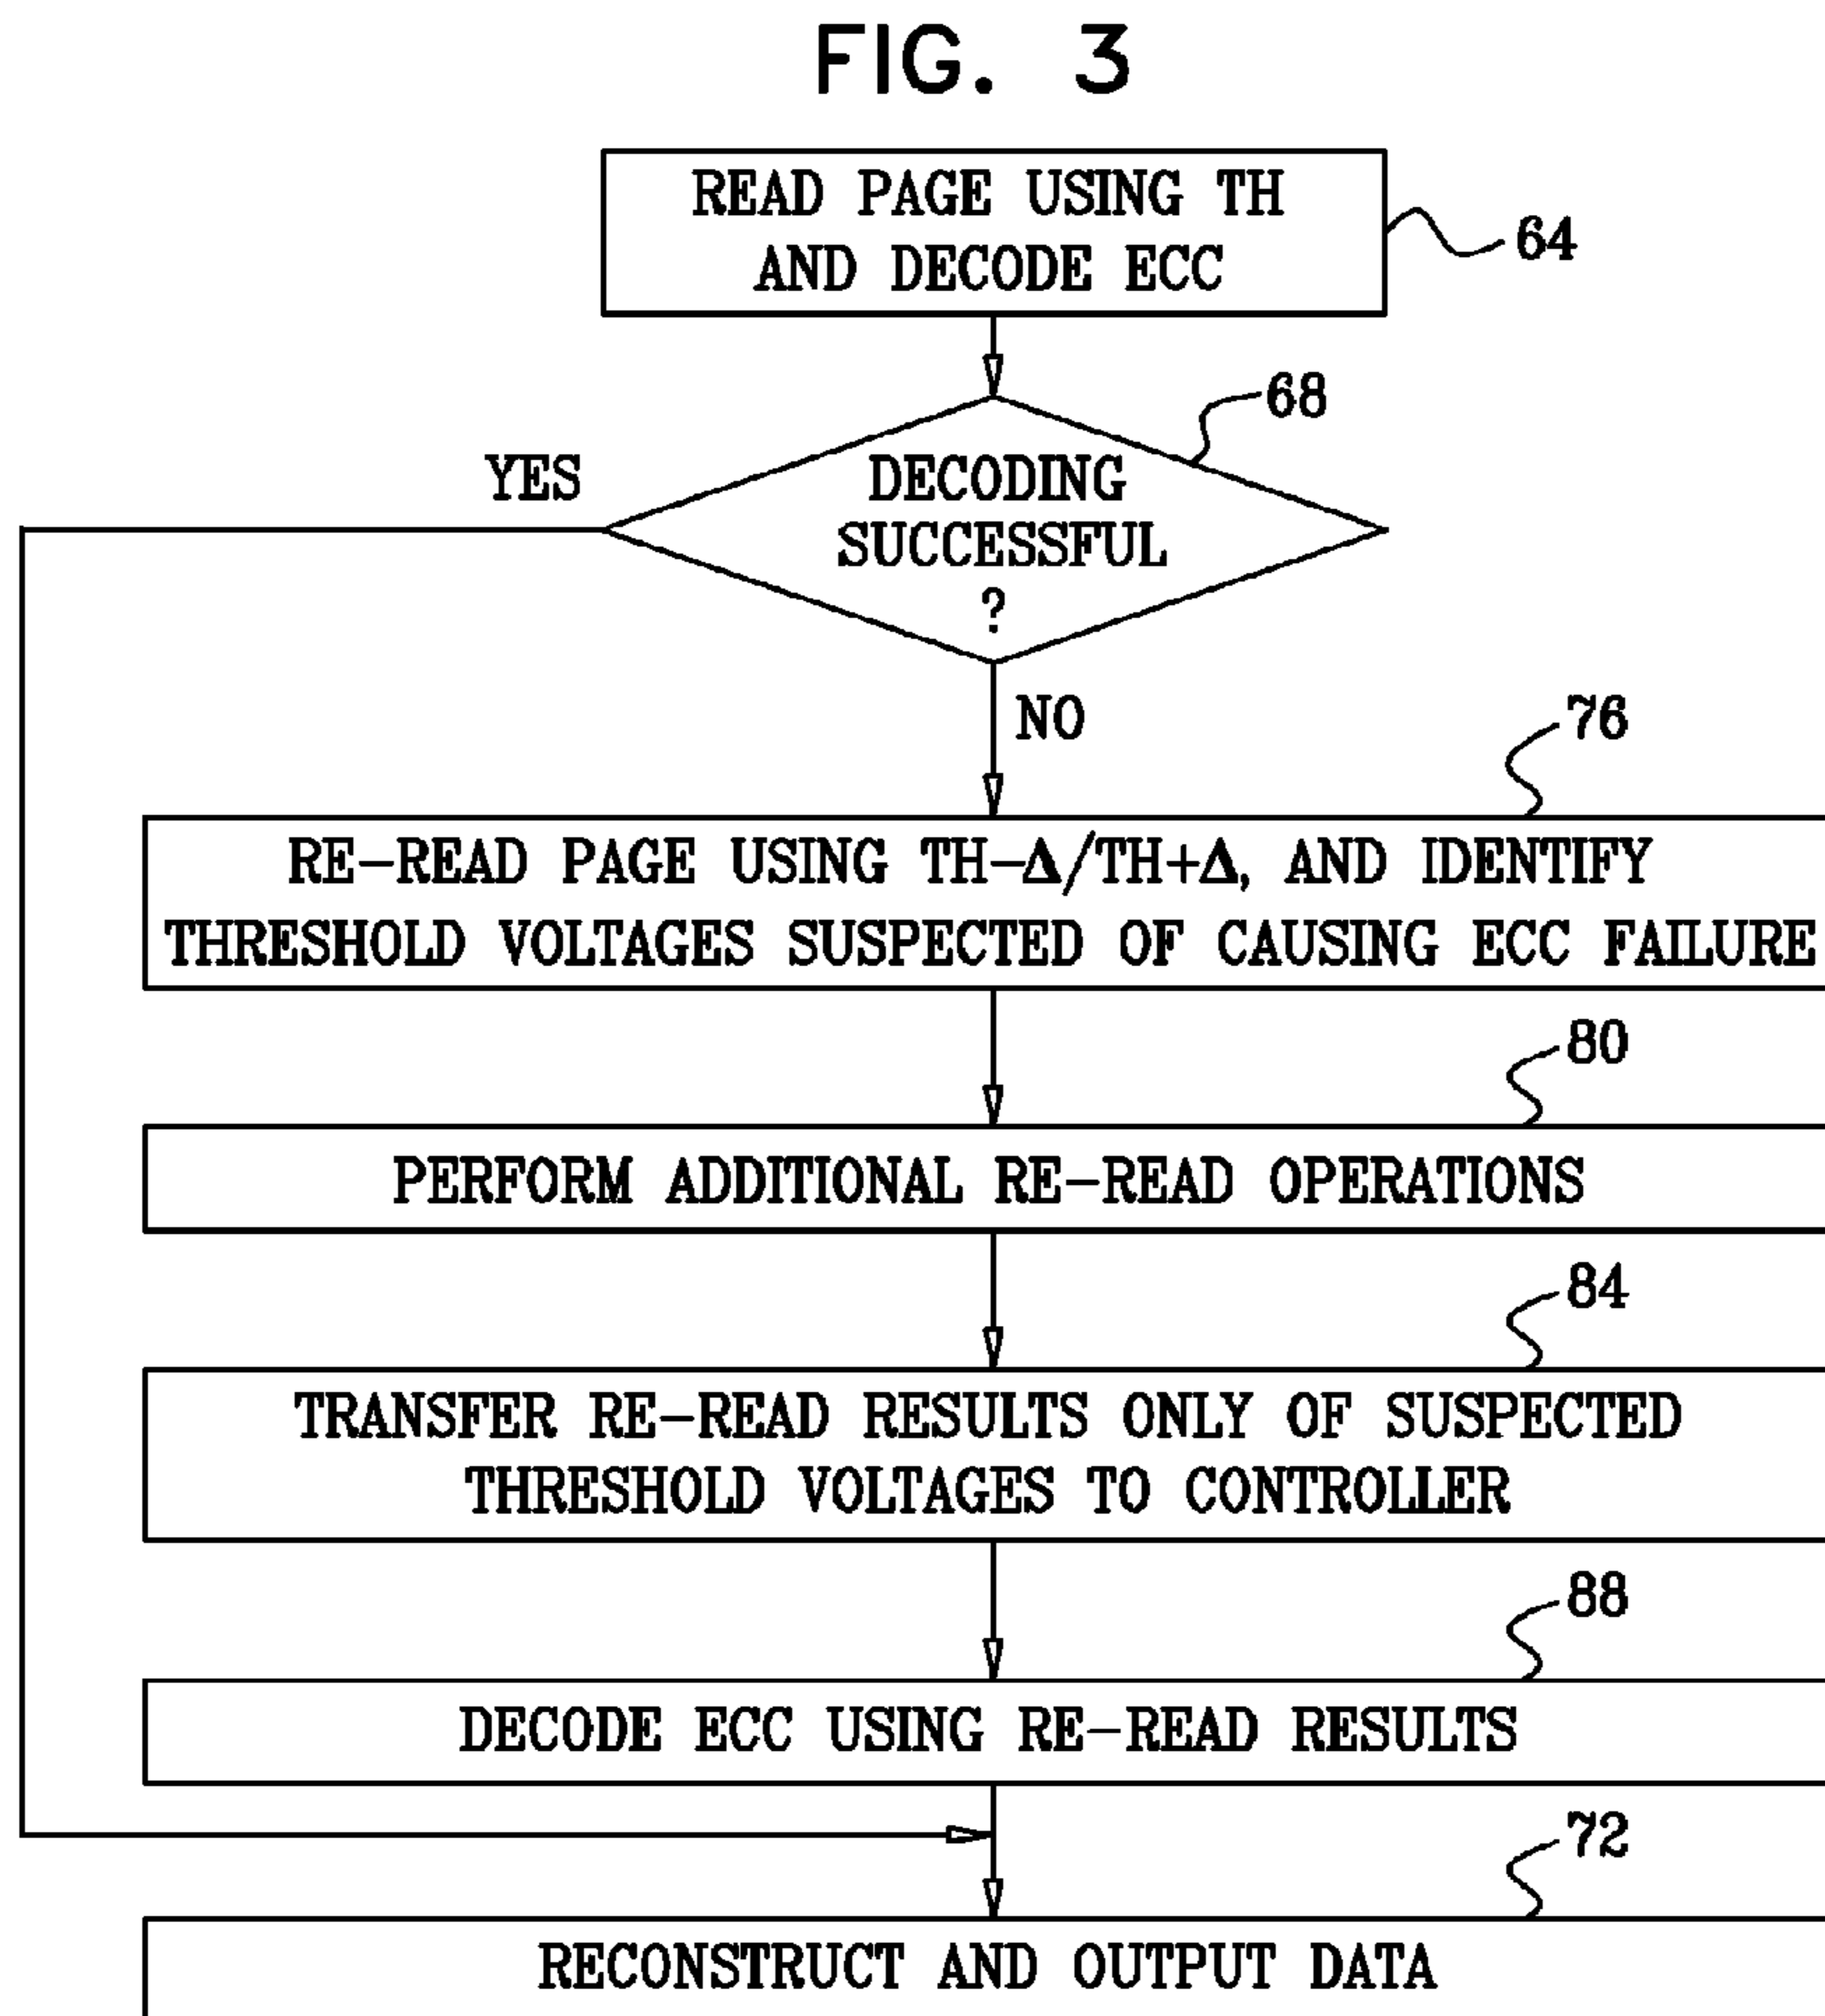 FIG. 3
READ PAGE USING TH
AND DECODE ECC
64
68
YES
DECODING
SUCCESSFUL
?
NO
76
RE-READ PAGE USING TH-Δ/TH+Δ, AND IDENTIFY
THRESHOLD VOLTAGES SUSPECTED OF CAUSING ECC FAILURE
80
PERFORM ADDITIONAL RE-READ OPERATIONS
84
TRANSFER RE-READ RESULTS ONLY OF SUSPECTED
THRESHOLD VOLTAGES TO CONTROLLER
88
DECODE ECC USING RE-READ RESULTS
72
RECONSTRUCT AND OUTPUT DATA